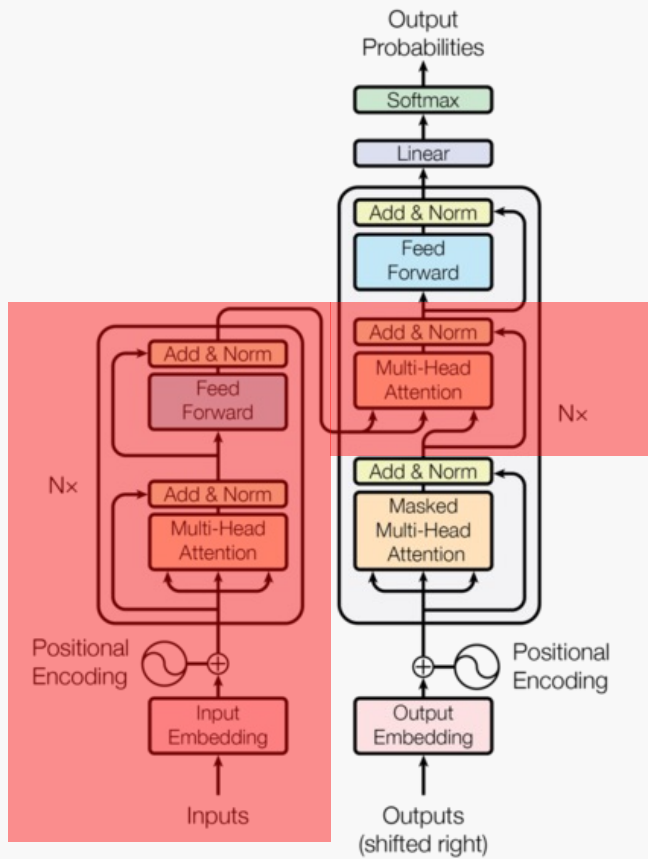 Output
Probabilities
Softmax
Linear
Add & Norm
Feed
Forward
Add & Norm
Multi-Head
Attention
N×
Add & Norm
Masked
Multi-Head
Attention
Positional
Encoding
Output
Embedding
Outputs
(shifted right)
Add & Norm
Feed
Forward
N×
Add & Norm
Multi-Head
Attention
Positional
Encoding
Input
Embedding
Inputs